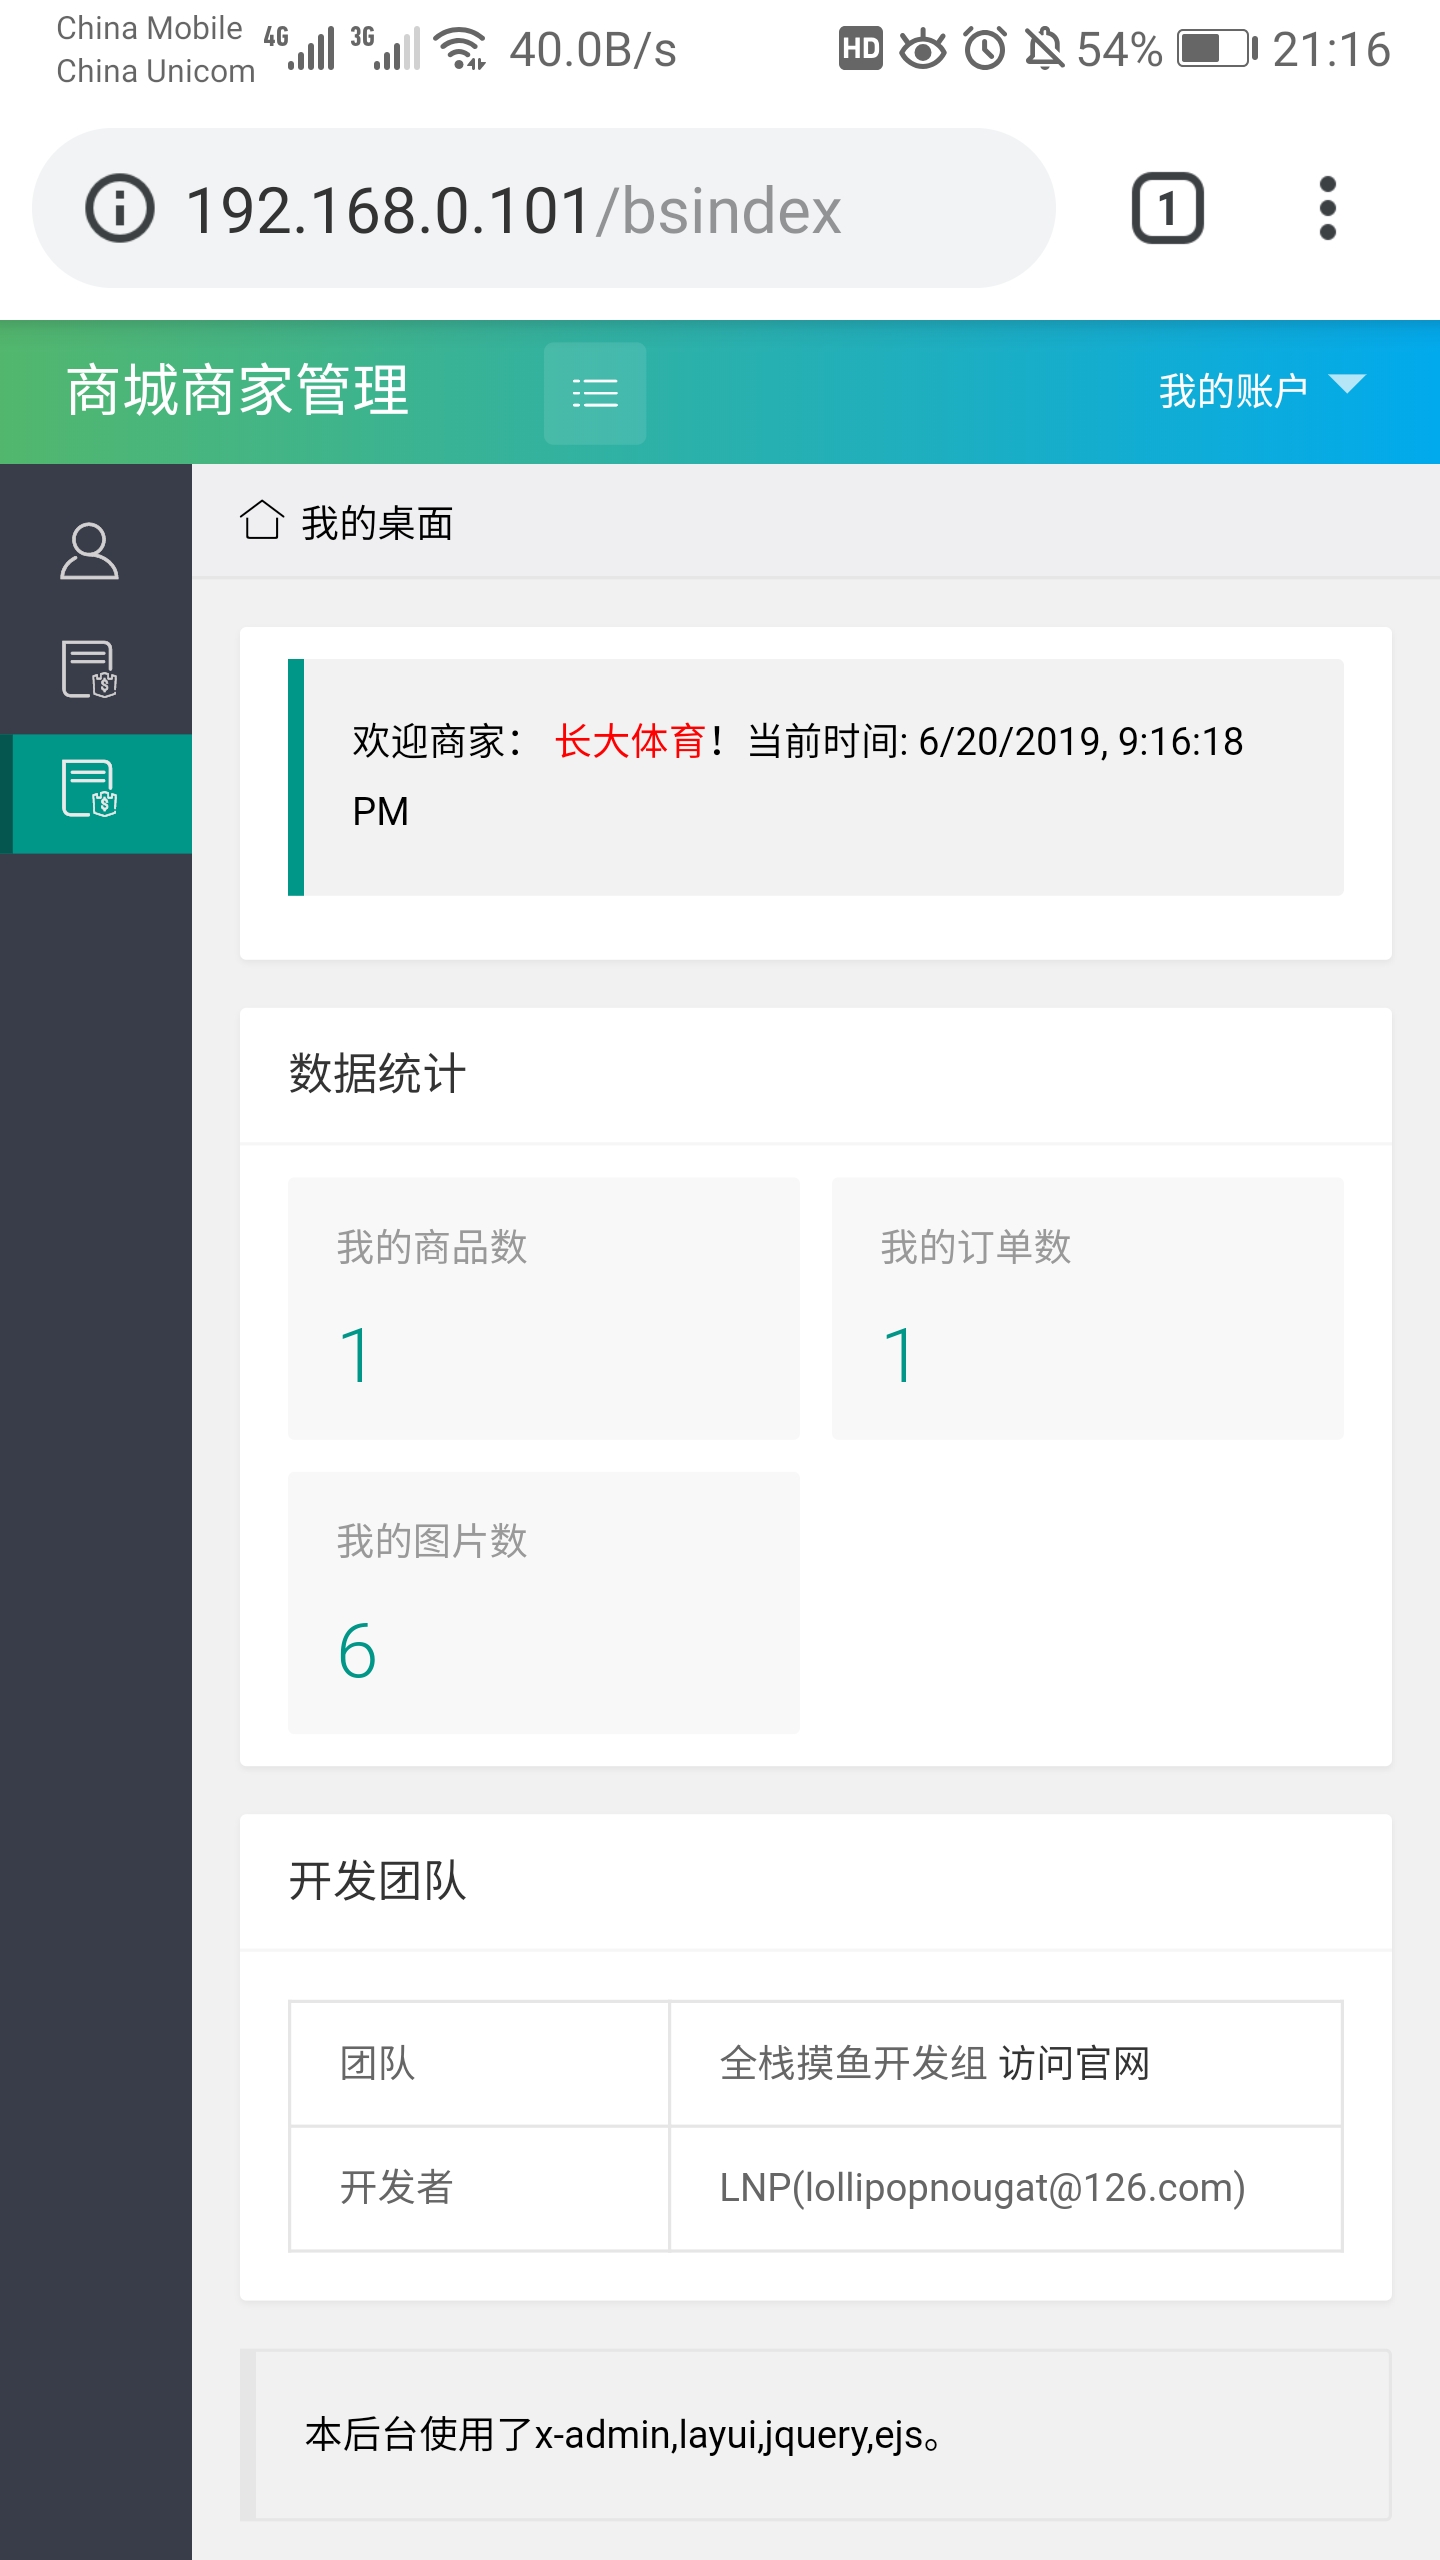 China Mobile
China Unicom
4G
3G
40.0B/s
HD
54%
21:16
192.168.0.101/bsindex
1
商城商家管理
我的账户
我的桌面
欢迎商家： 长大体育！当前时间: 6/20/2019, 9:16:18
PM
数据统计
我的商品数
我的订单数
1
1
我的图片数
6
开发团队
团队
全栈摸鱼开发组 访问官网
开发者
LNP(lollipopnougat@126.com)
本后台使用了x-admin,layui,jquery,ejs。